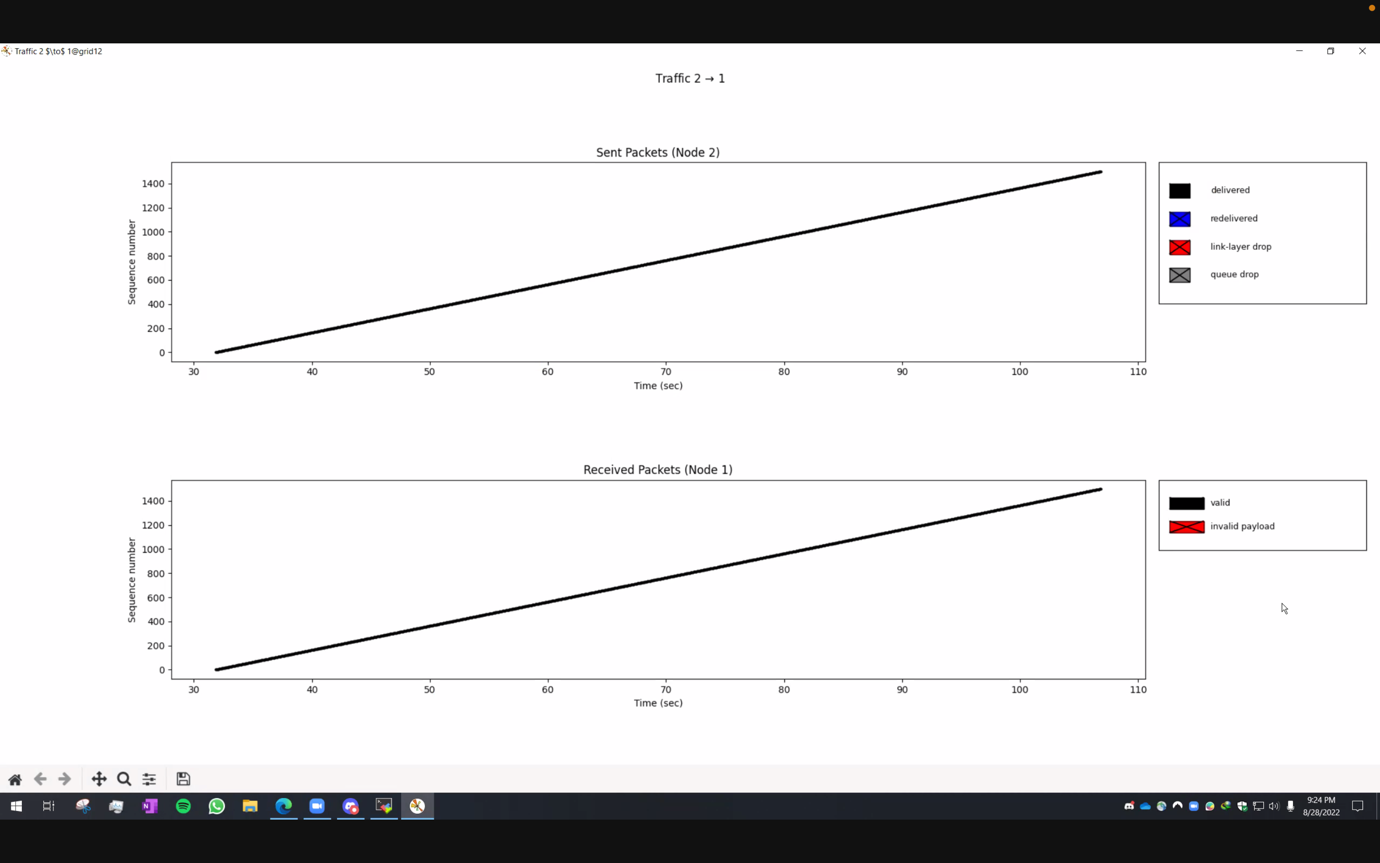 Traffic 2 $\to$ 1@grid12
Traffic 2 → 1
Sent Packets (Node 2)
Sequence number
1400
1200
1000
800
600
400
200
0
30 40 50 60 70 80 90 100 110
Time (sec)
delivered
redelivered
link-layer drop
queue drop
Received Packets (Node 1)
Sequence number
1400
1200
1000
800
600
400
200
0
30 40 50 60 70 80 90 100 110
Time (sec)
valid
invalid payload
9:24 PM
8/28/2022